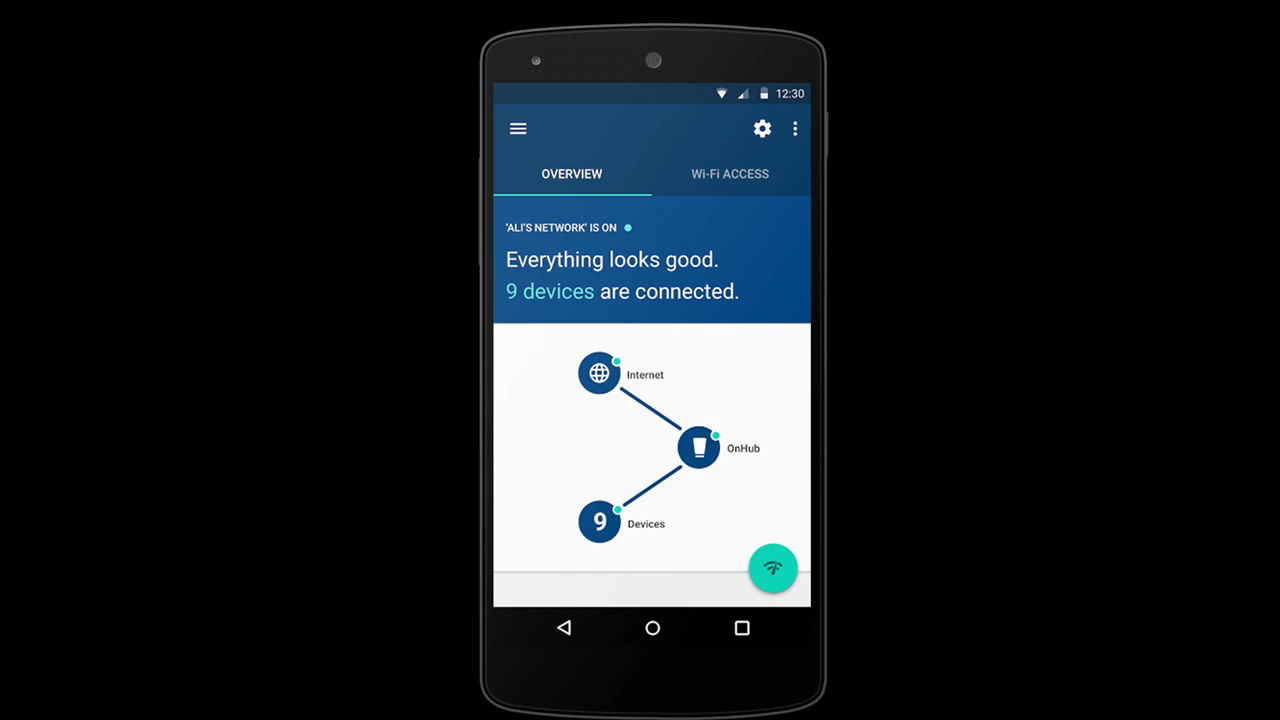 12:30
OVERVIEW
Wi-Fi ACCESS
‘ALI’S NETWORK’ IS ON
Everything looks good.
9 devices are connected.
Internet
OnHub
9
Devices